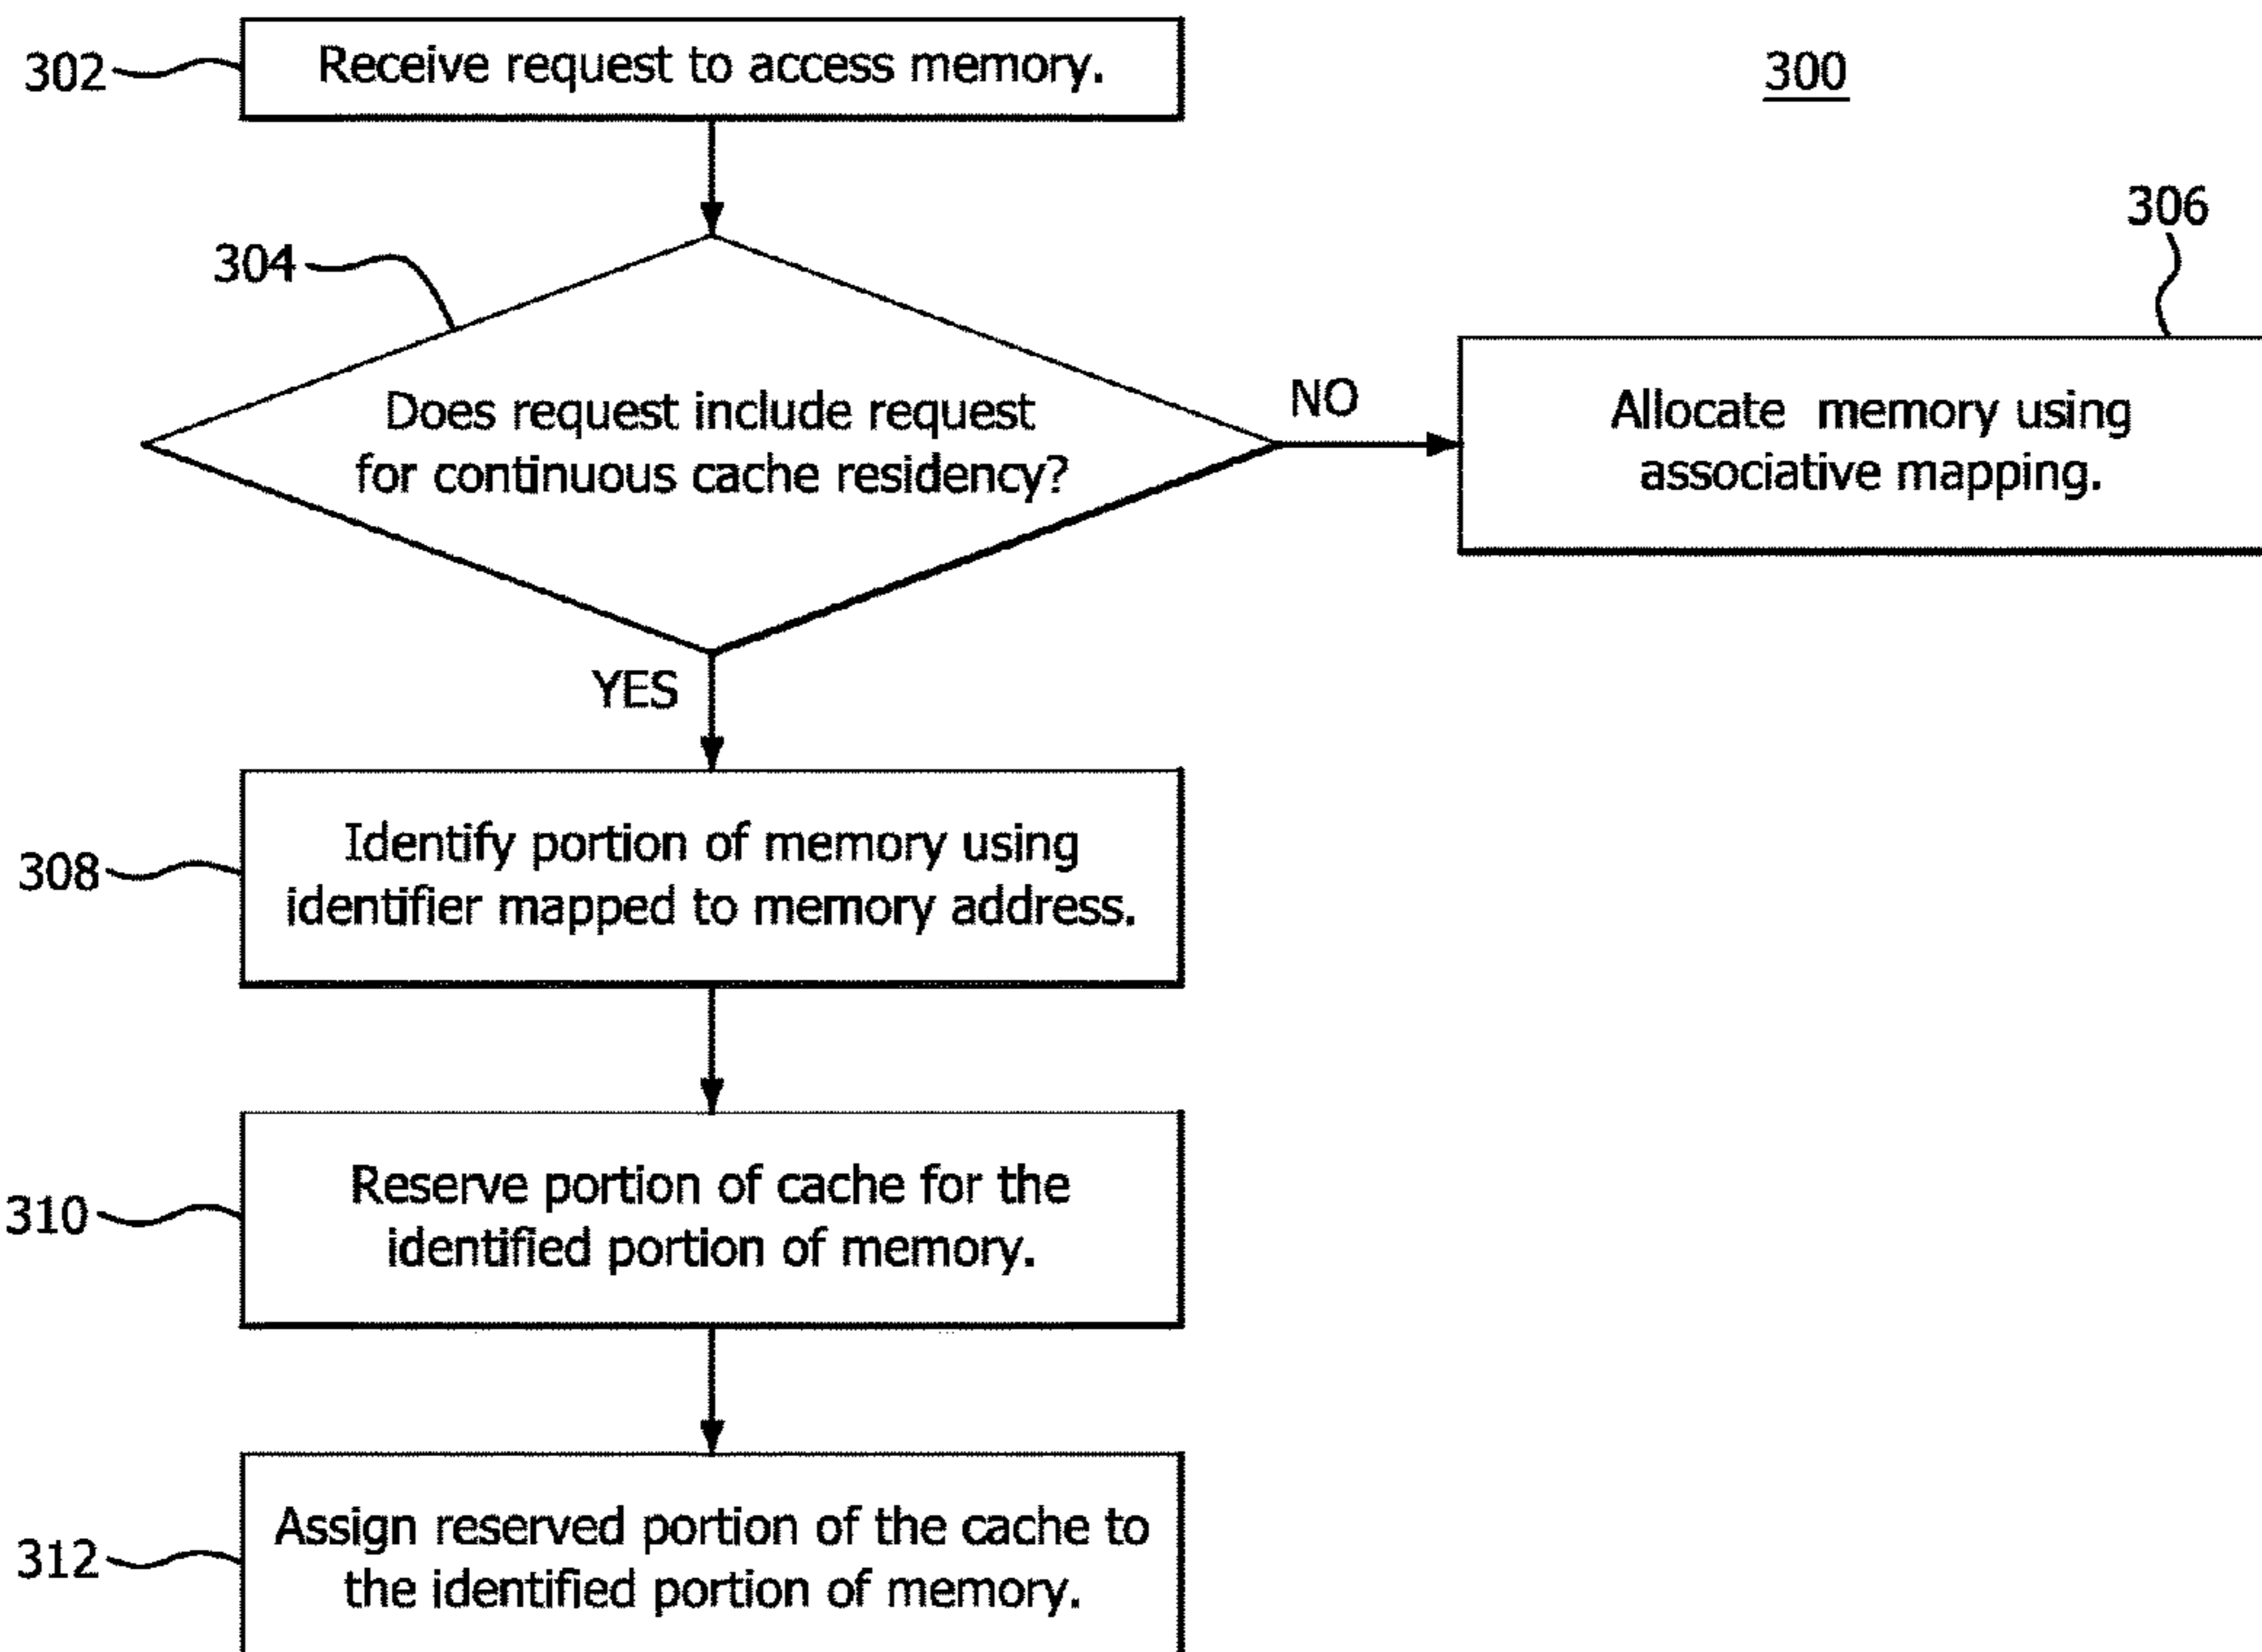 302
Receive request to access memory.
300
306
304
Does request include request
for continuous cache residency?
NO
Allocate memory using
associative mapping.
YES
308
Identify portion of memory using
identifier mapped to memory address.
310
Reserve portion of cache for the
identified portion of memory.
312
Assign reserved portion of the cache to
the identified portion of memory.